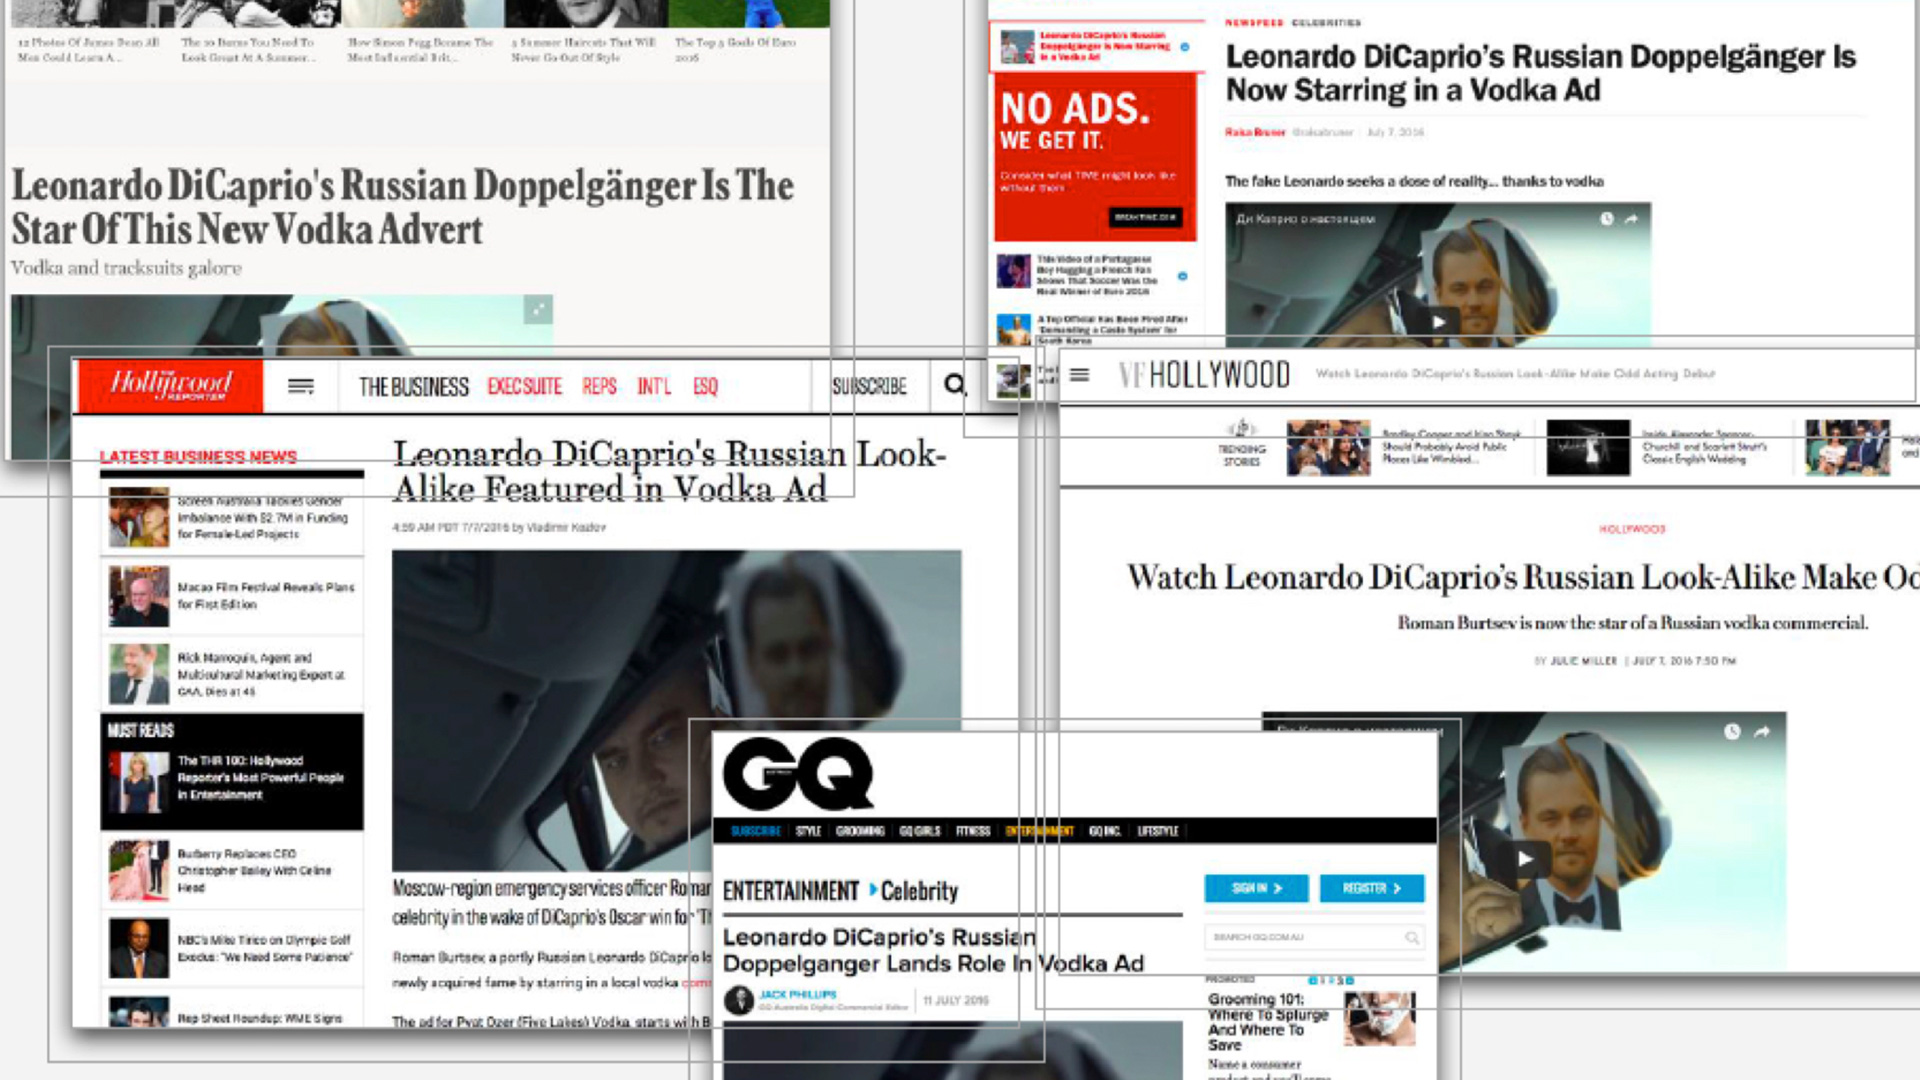 12 Photos Of James Dean All
Men Could Learn A...
The 10 Items You Need To
Look Great At A Summer...
How Simon Pegg Became The
Most Influential Brit...
5 Summer Haircuts That Will
Never Go Out Of Style
The Top 5 Goals Of Euro
2016
Leonardo DiCaprio's Russian Doppelgänger Is The
Star Of This New Vodka Advert
Vodka and tracksuits galore
Leonardo DiCaprio's Russian
Doppelgänger Is Now Starring
in a Vodka Ad
NO ADS.
WE GET IT.
Consider what TIME might look like
without them
This Video of a Portuguese
Boy Hugging a French Fan
Shows That Soccer Was the
Real Winner of Euro 2016
A Top Official Has Been Fired After
'Demanding a Caste System' for
South Korea
NEWSFEED CELEBRITIES
Leonardo DiCaprio's Russian Doppelgänger Is
Now Starring in a Vodka Ad
Raisa Bruner @raisabruner July 7, 2016
The fake Leonardo seeks a dose of reality... thanks to vodka
Ди Каприо о настоящем
The Hollywood
REPORTER
THE BUSINESS EXEC SUITE REPS INT'L ESQ
SUBSCRIBE
LATEST BUSINESS NEWS
Screen Australia Tackles Gender
Imbalance With $2.7M in Funding
for Female-Led Projects
Macao Film Festival Reveals Plans
for First Edition
Rick Marroquin, Agent and
Multicultural Marketing Expert at
CAA, Dies at 45
MUST READS
The THR 100: Hollywood
Reporter's Most Powerful People
in Entertainment
Burberry Replaces CEO
Christopher Bailey With Celine
Head
NBC's Mike Tirico on Olympic Golf
Exodus: "We Need Some Patience"
Rep Sheet Roundup: WME Signs
Leonardo DiCaprio's Russian Look-
Alike Featured in Vodka Ad
4:59 AM PDT 7/7/2016 by Vladimir Kozlov
Moscow-region emergency services officer Roman
celebrity in the wake of DiCaprio's Oscar win for 'Th
Roman Burtsev, a portly Russian Leonardo DiCaprio lo
newly acquired fame by starring in a local vodka com
The ad for Pyat Ozer (Five Lakes) Vodka, starts with B
VF HOLLYWOOD
Watch Leonardo DiCaprio's Russian Look-Alike Make Odd Acting Debut
TRENDING
STORIES
Bradley Cooper and Irina Shayk
Should Probably Avoid Public
Places Like Wimbled...
Inside Alexander Spencer-
Churchill and Scarlett Strutt's
Classic English Wedding
HOLLYWOOD
Watch Leonardo DiCaprio's Russian Look-Alike Make Od
Roman Burtsev is now the star of a Russian vodka commercial.
BY JULIE MILLER | JULY 7, 2016 7:50 PM
GQ
SUBSCRIBE STYLE GROOMING GQ GIRLS FITNESS ENTERTAINMENT GQ INC. LIFESTYLE
ENTERTAINMENT Celebrity
Leonardo DiCaprio's Russian
Doppelganger Lands Role In Vodka Ad
JACK PHILLIPS
GQ Australia Digital Commercial Editor
11 JULY 2016
SIGN IN
REGISTER
SEARCH GQ.COM.AU
PROMOTED
Grooming 101:
Where To Splurge
And Where To
Save
Name a consumer